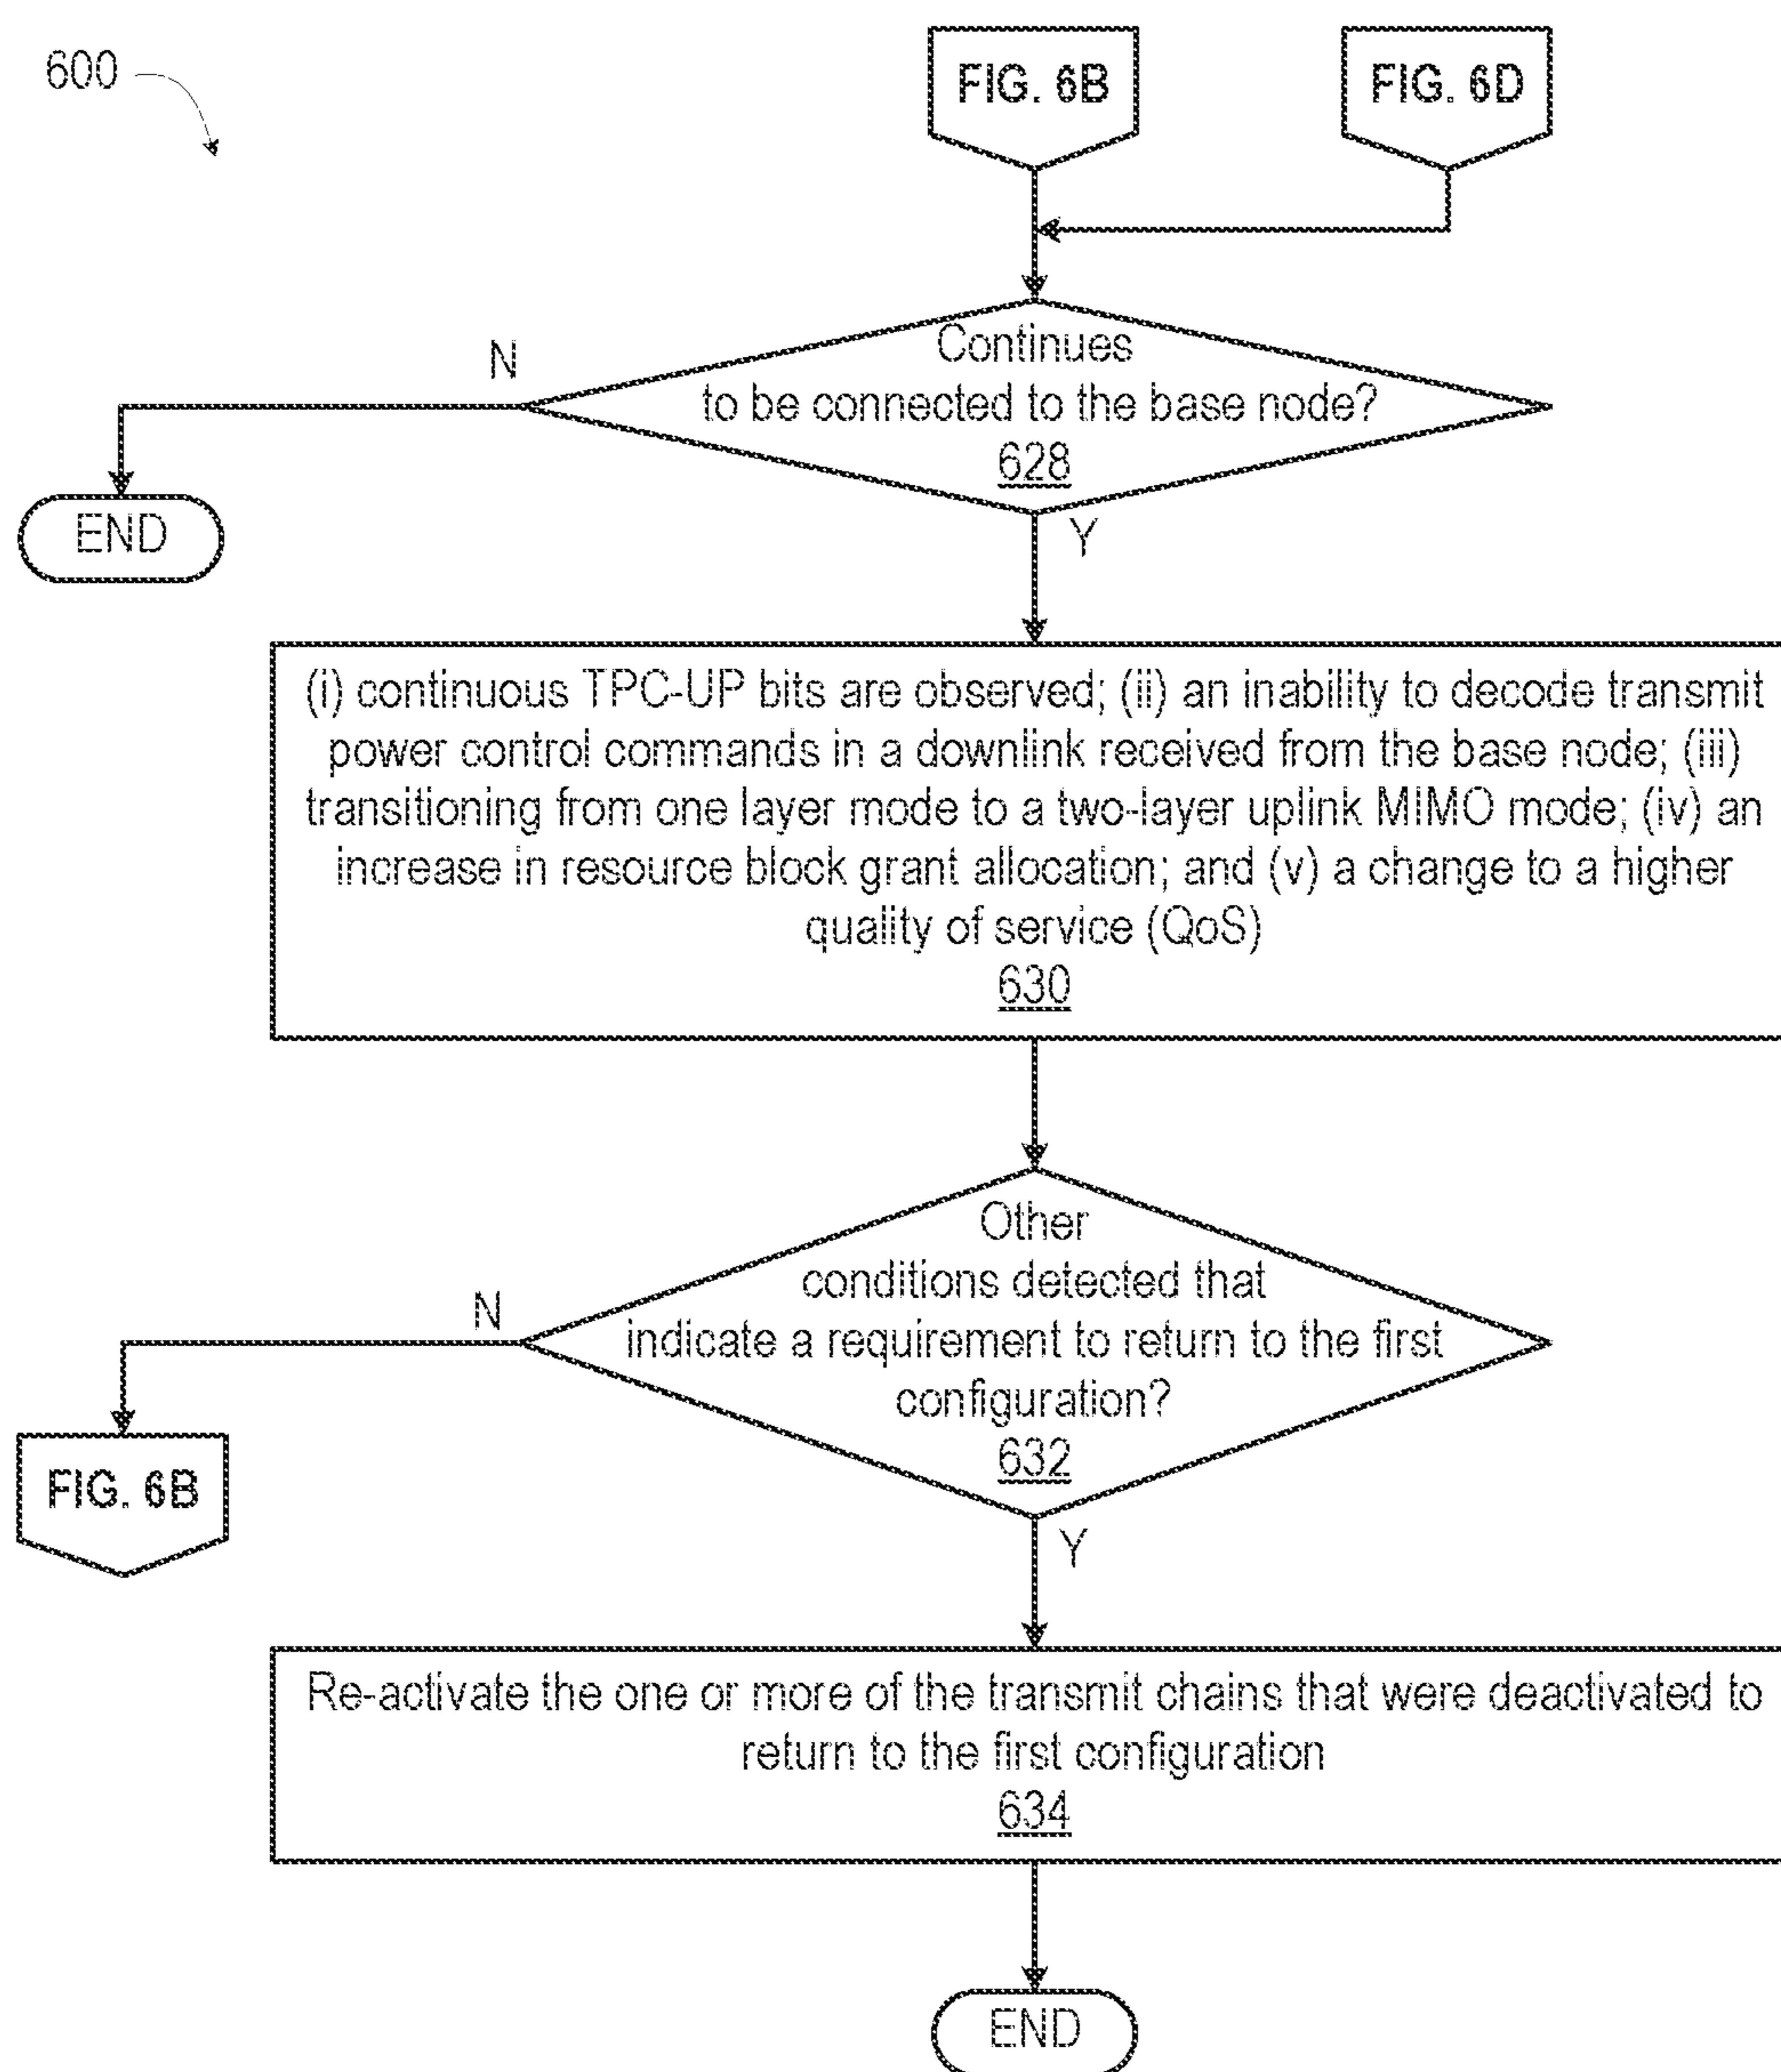 600
FIG. 6B
FIG. 6D
Continues
to be connected to the base node?
628
N
END
Y
(i) continuous TPC-UP bits are observed; (ii) an inability to decode transmit
power control commands in a downlink received from the base node; (iii)
transitioning from one layer mode to a two-layer uplink MIMO mode; (iv) an
increase in resource block grant allocation; and (v) a change to a higher
quality of service (QoS)
630
Other
conditions detected that
indicate a requirement to return to the first
configuration?
632
N
FIG. 6B
Y
Re-activate the one or more of the transmit chains that were deactivated to
return to the first configuration
634
END